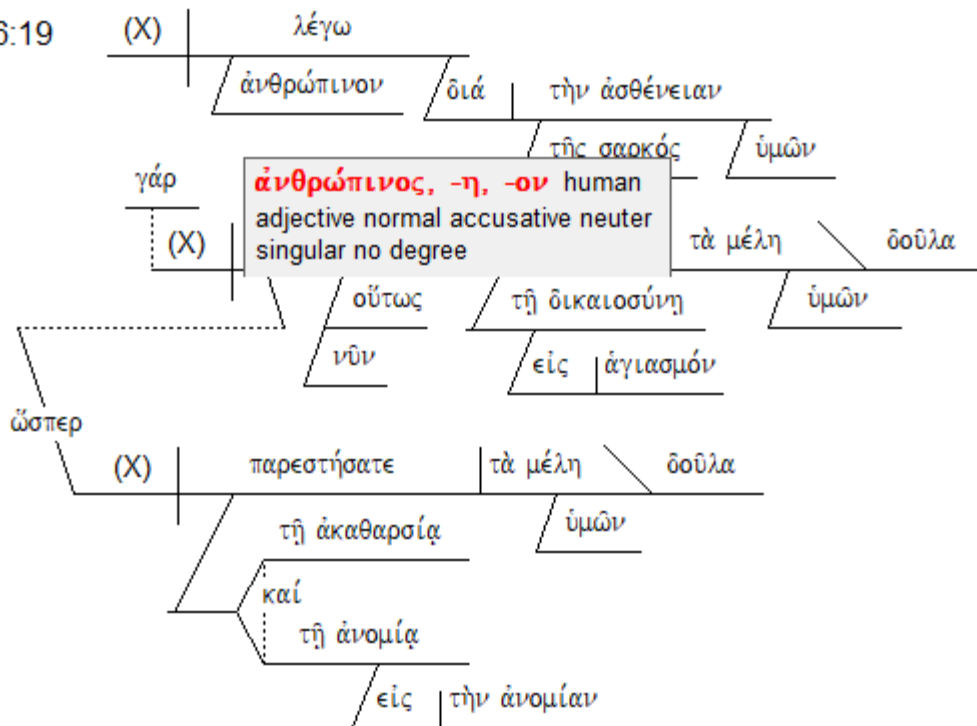 6:19 (X) λέγω
ἀνθρώπινον διά τὴν ἀσθένειαν
τῆς σαρκός ὑμῶν
γάρ
ἀνθρώπινος, -η, -ον human
adjective normal accusative neuter
singular no degree
(X) τὰ μέλη δοῦλα
οὕτως τῇ δικαιοσύνῃ ὑμῶν
νῦν εἰς ἁγιασμόν
ὥσπερ
(X) παρεστήσατε τὰ μέλη δοῦλα
τῇ ἀκαθαρσίᾳ ὑμῶν
καί
τῇ ἀνομίᾳ
εἰς τὴν ἀνομίαν